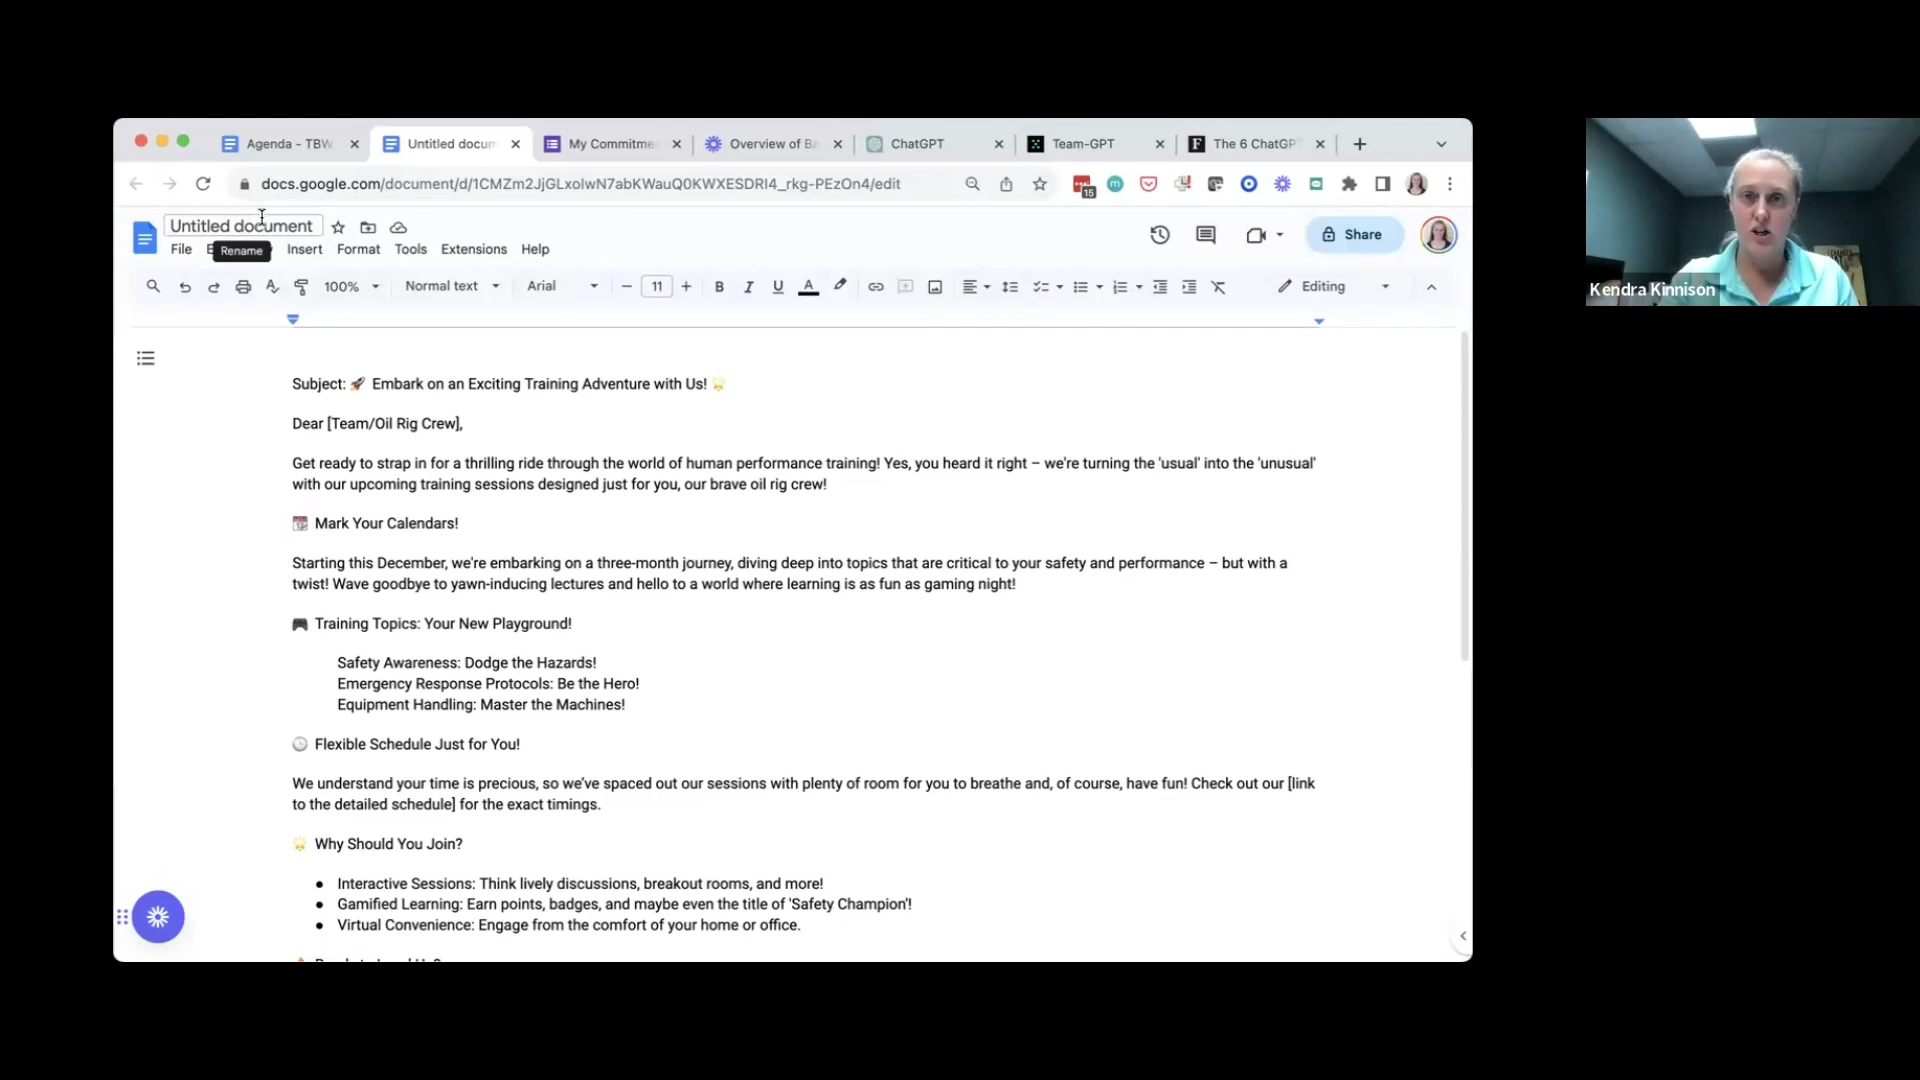 Agenda - TBW
Untitled docum
My Commitme
Overview of Be
ChatGPT
Team-GPT
The 6 ChatGP
docs.google.com/document/d/1CMZm2JjGLxolwN7abKWauQ0KWXESDRI4_rkg-PEzOn4/edit
15
Untitled document
Share
File
Rename
Insert Format Tools Extensions Help
100% Normal text Arial 11 B I U A Editing
Subject: 🚀 Embark on an Exciting Training Adventure with Us! 🌟
Dear [Team/Oil Rig Crew],
Get ready to strap in for a thrilling ride through the world of human performance training! Yes, you heard it right – we're turning the 'usual' into the 'unusual'
with our upcoming training sessions designed just for you, our brave oil rig crew!
📆 Mark Your Calendars!
Starting this December, we're embarking on a three-month journey, diving deep into topics that are critical to your safety and performance – but with a
twist! Wave goodbye to yawn-inducing lectures and hello to a world where learning is as fun as gaming night!
🎮 Training Topics: Your New Playground!
Safety Awareness: Dodge the Hazards!
Emergency Response Protocols: Be the Hero!
Equipment Handling: Master the Machines!
🕒 Flexible Schedule Just for You!
We understand your time is precious, so we've spaced out our sessions with plenty of room for you to breathe and, of course, have fun! Check out our [link
to the detailed schedule] for the exact timings.
🌟 Why Should You Join?
● Interactive Sessions: Think lively discussions, breakout rooms, and more!
● Gamified Learning: Earn points, badges, and maybe even the title of 'Safety Champion'!
● Virtual Convenience: Engage from the comfort of your home or office.
Kendra Kinnison